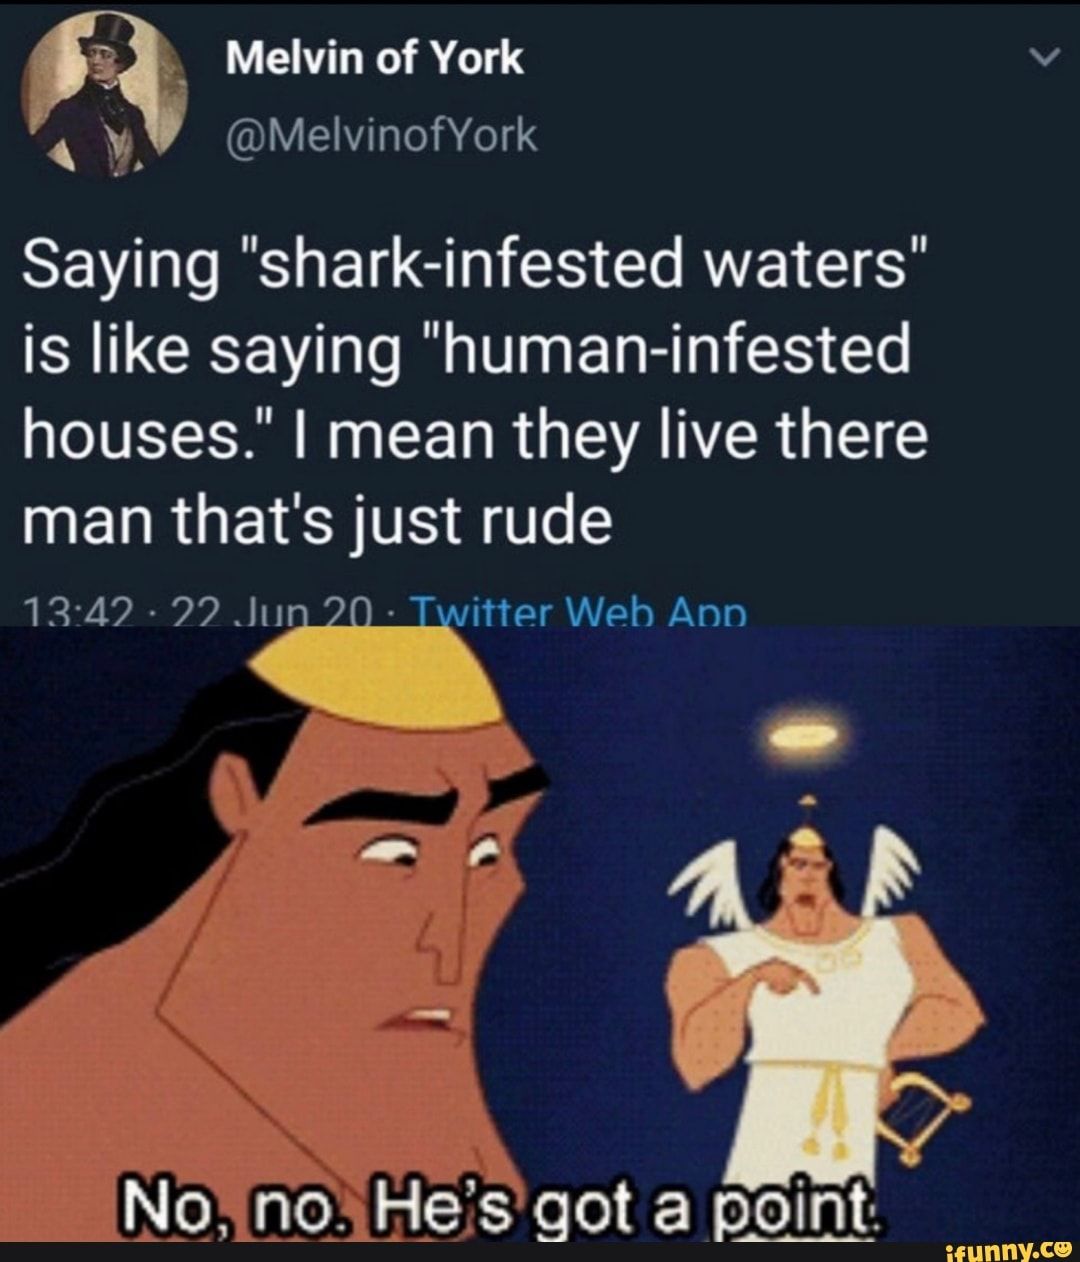 Melvin of York
@MelvinofYork
Saying "shark-infested waters"
is like saying "human-infested
houses." I mean they live there
man that's just rude
13:42 · 22 Jun 20 · Twitter Web App
No, no. He's got a point.
ifunny.co